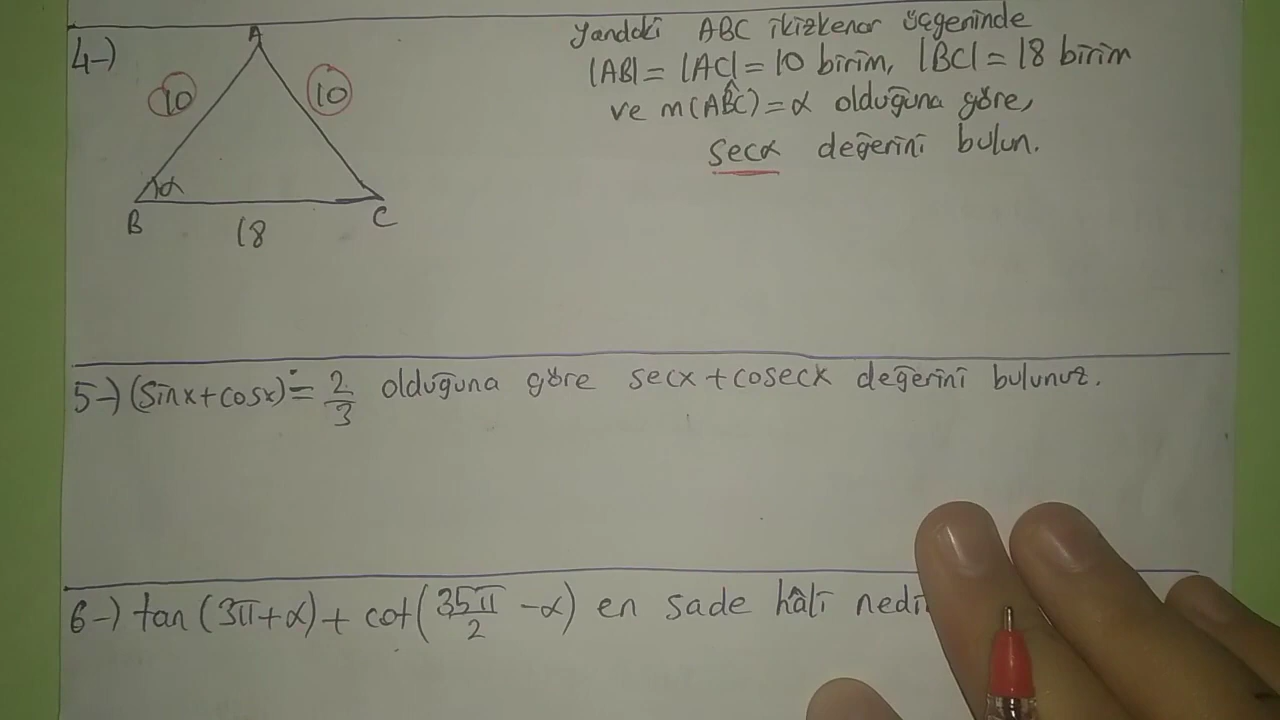 4-)
A
10
10
α
B
18
C
Yandaki ABC ikizkenar üçgeninde
|AB| = |AC| = 10 birim, |BC| = 18 birim
ve m(AB̂C) = α olduğuna göre,
secα değerini bulun.
5-) (sinx+cosx) = 2/3 olduğuna göre secx + cosecx değerini bulunuz.
6-) tan(3π+α) + cot(35π/2 - α) en sade hâli